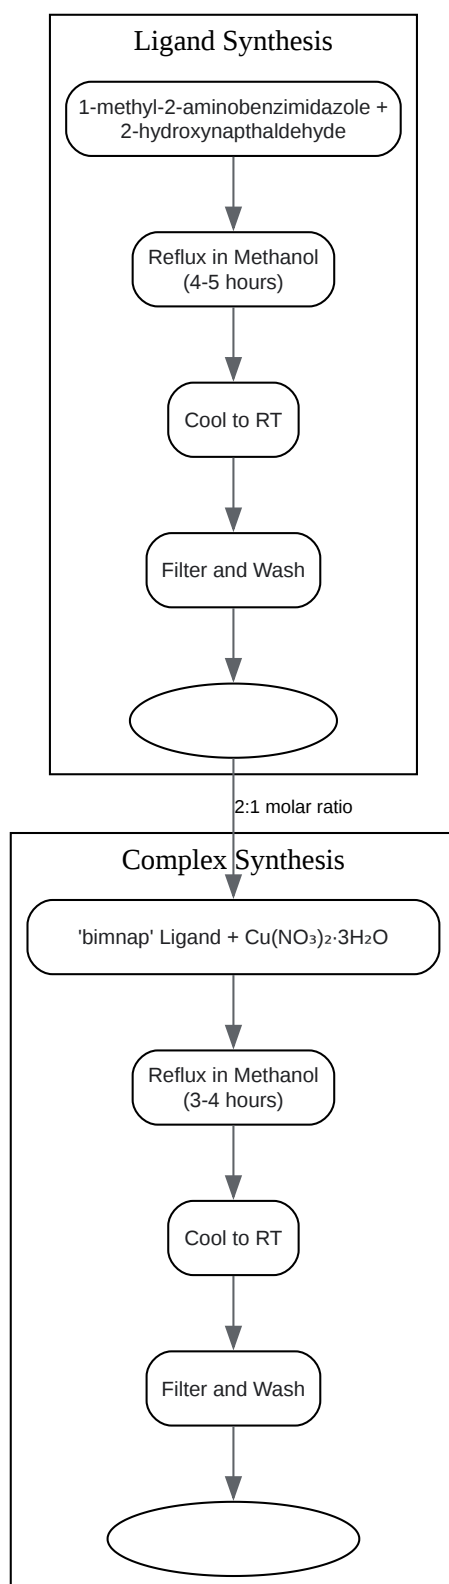 Ligand Synthesis
1-methyl-2-aminobenzimidazole +
2-hydroxynapthaldehyde
Reflux in Methanol
(4-5 hours)
Cool to RT
Filter and Wash
2:1 molar ratio
Complex Synthesis
'bimnap' Ligand + Cu(NO₃)₂·3H₂O
Reflux in Methanol
(3-4 hours)
Cool to RT
Filter and Wash